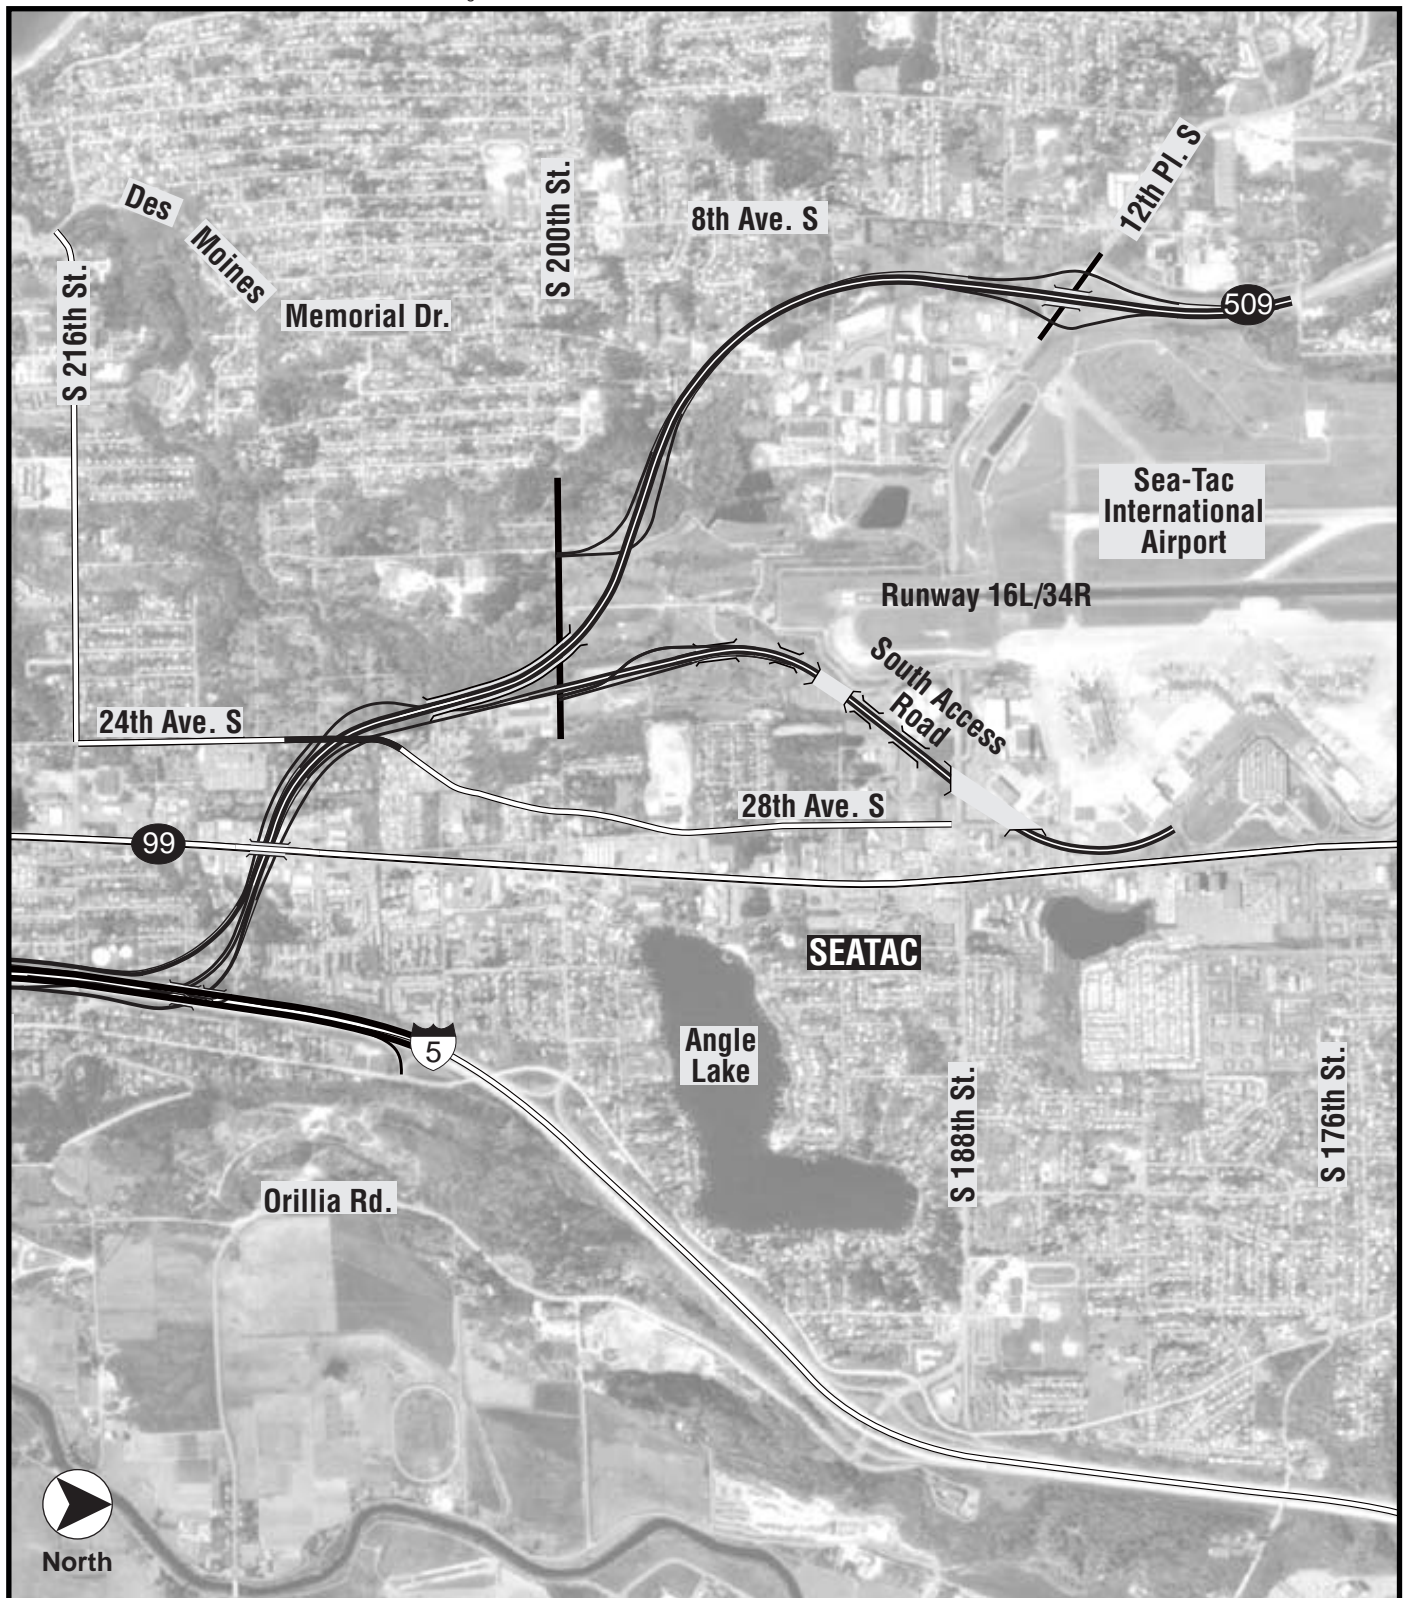 12th Pl. S
S 200th St.
8th Ave. S
Des
Moines
Memorial Dr.
S 216th St.
509
Sea-Tac
International
Airport
Runway 16L/34R
South Access
Road
24th Ave. S
28th Ave. S
99
SEATAC
5
Angle
Lake
S 188th St.
S 176th St.
Orillia Rd.
North